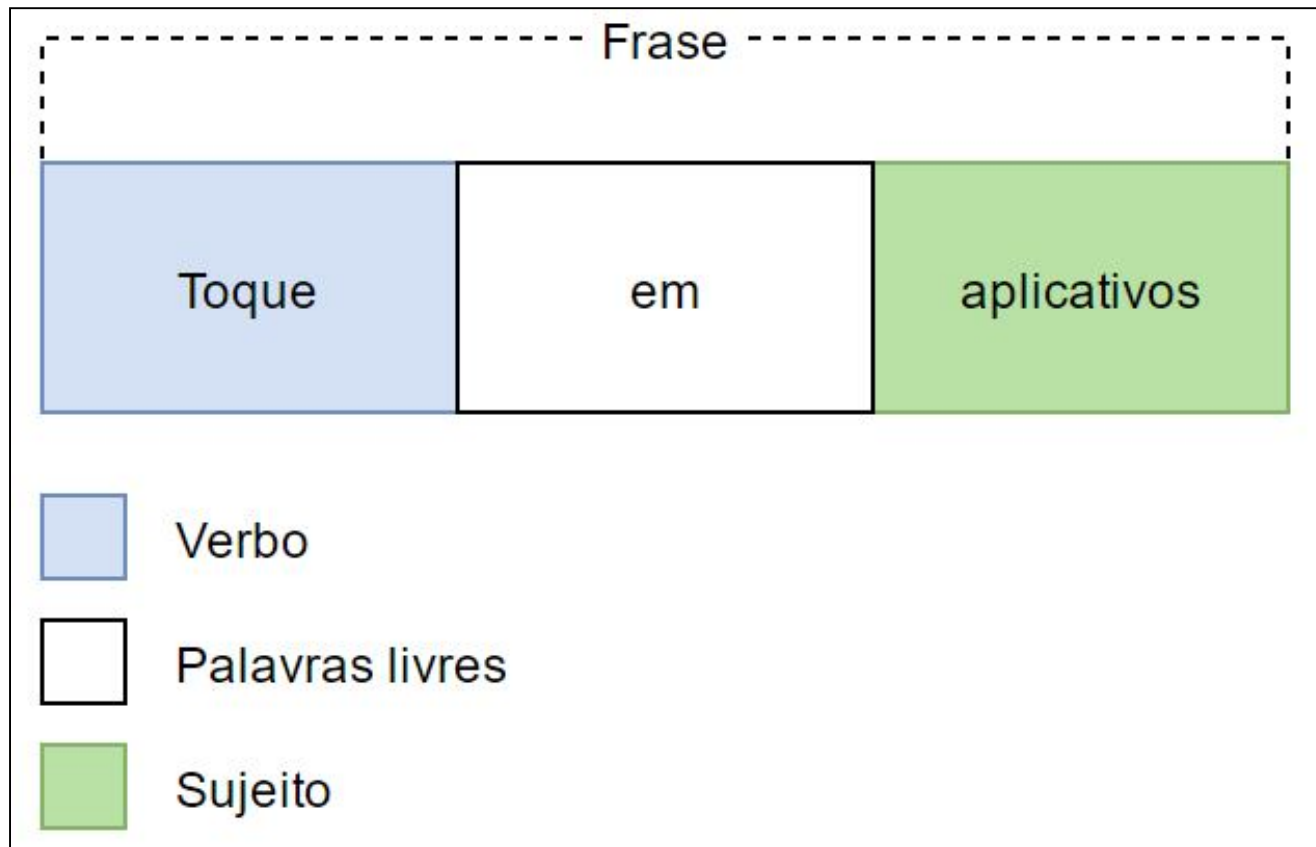 Frase
Toque em aplicativos
Verbo
Palavras livres
Sujeito